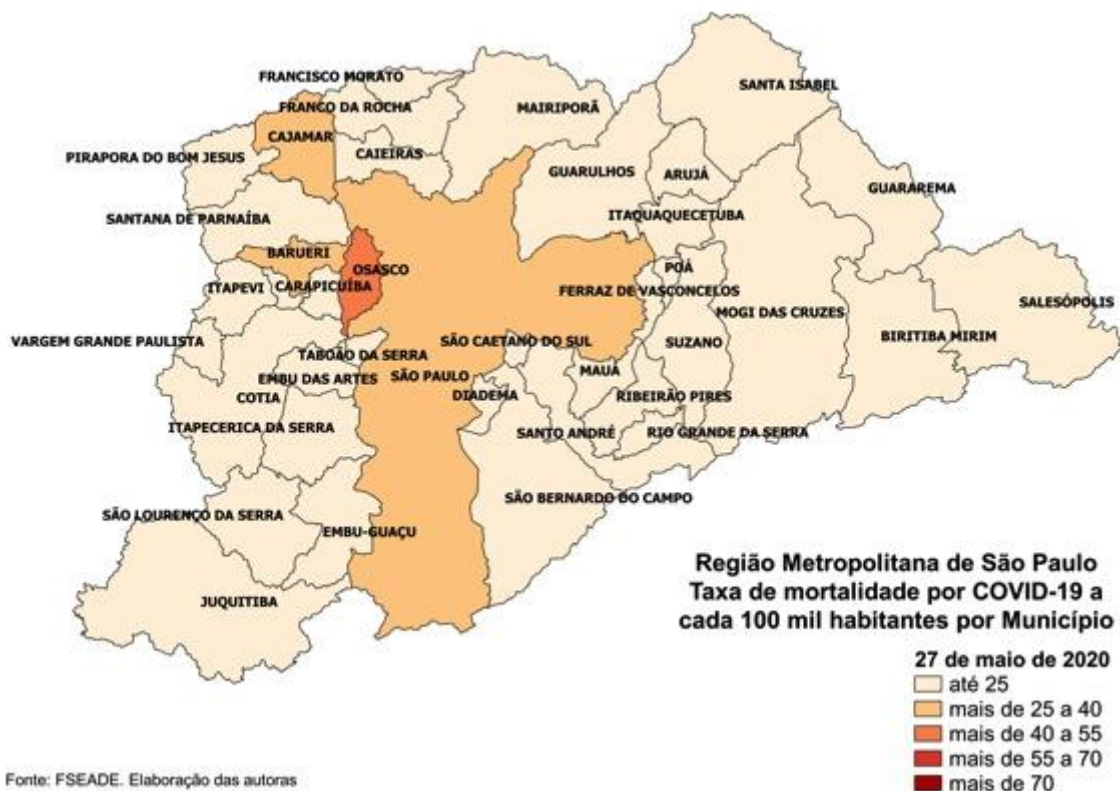 FRANCISCO MORATO
SANTA ISABEL
FRANCO DA ROCHA
MAIRIPORÃ
CAJAMAR
CAIEIRAS
PIRAPORA DO BOM JESUS
GUARULHOS
ARUJÁ
GUARAREMA
SANTANA DE PARNAÍBA
ITAQUAQUECETUBA
BARUERI
OSASCO
POÁ
ITAPEVI
CARAPICUÍBA
FERRAZ DE VASCONCELOS
SALESÓPOLIS
MOGI DAS CRUZES
VARGEM GRANDE PAULISTA
SÃO CAETANO DO SUL
SUZANO
BIRITIBA MIRIM
TABOÃO DA SERRA
MAUÁ
EMBU DAS ARTES
SÃO PAULO
COTIA
DIADEMA
RIBEIRÃO PIRES
ITAPECERICA DA SERRA
SANTO ANDRÉ
RIO GRANDE DA SERRA
SÃO BERNARDO DO CAMPO
SÃO LOURENÇO DA SERRA
EMBU-GUAÇU
JUQUITIBA
Região Metropolitana de São Paulo
Taxa de mortalidade por COVID-19 a
cada 100 mil habitantes por Município
27 de maio de 2020
até 25
mais de 25 a 40
mais de 40 a 55
mais de 55 a 70
mais de 70
Fonte: FSEADE. Elaboração das autoras